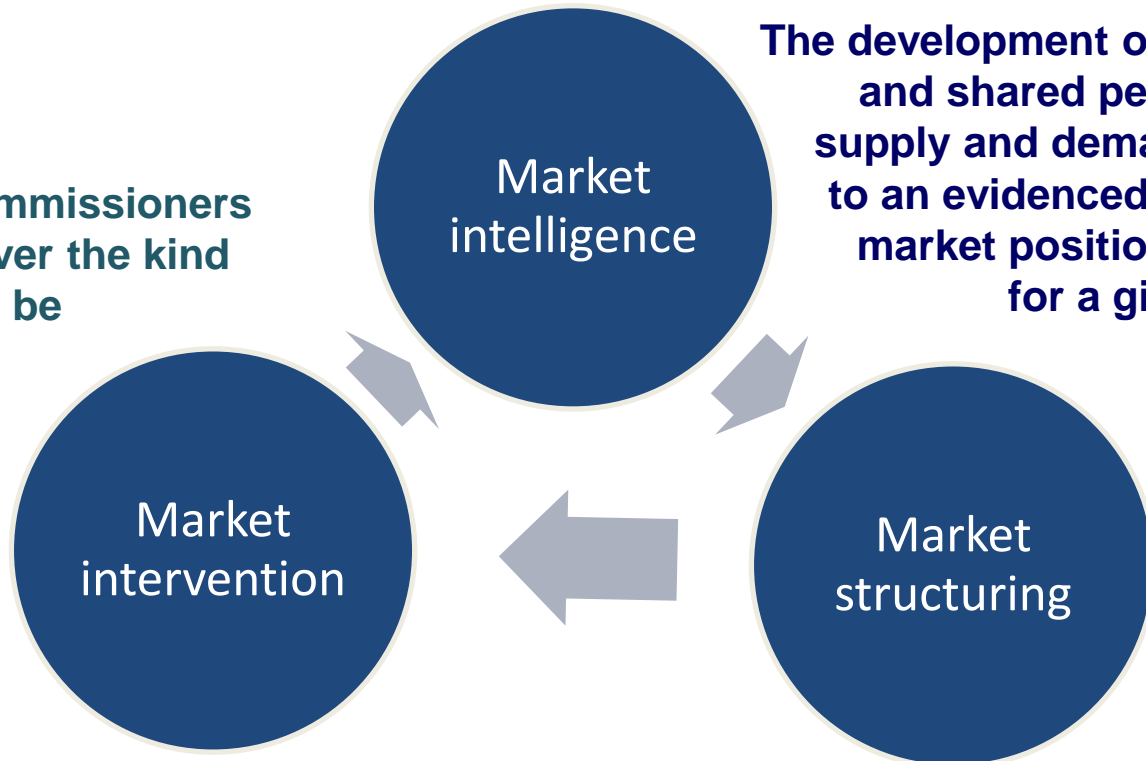 The development o
and shared pe
supply and dema
to an evidenced
market positio
for a gi
mmissioners
ver the kind
be
Market
intelligence
Market
intervention
Market
structuring